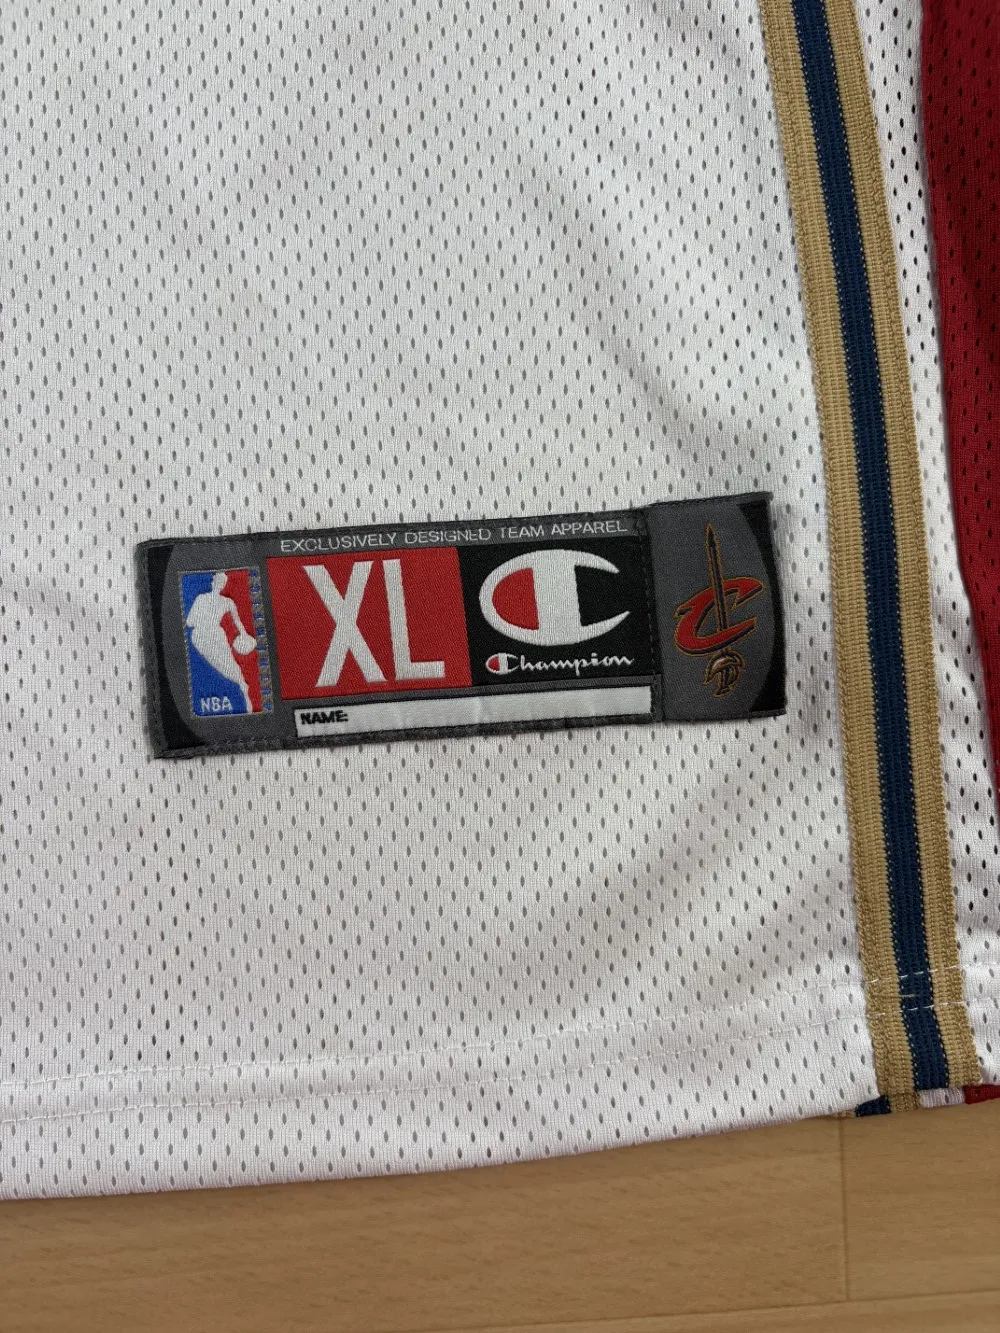 EXCLUSIVELY DESIGNED TEAM APPAREL
NBA
XL
Champion
NAME: